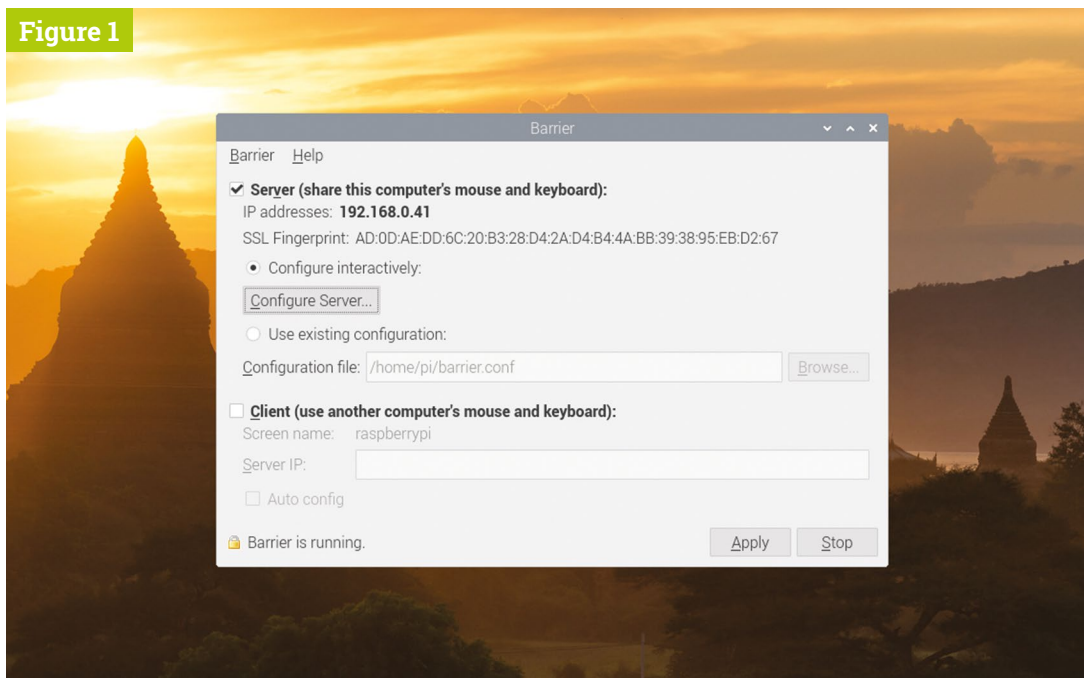 Figure 1
Barrier
Barrier Help
Server (share this computer's mouse and keyboard):
IP addresses: 192.168.0.41
SSL Fingerprint: AD:0D:AE:DD:6C:20:B3:28:D4:2A:D4:B4:4A:BB:39:38:95:EB:D2:67
Configure interactively:
Configure Server...
Use existing configuration:
Configuration file: /home/pi/barrier.conf Browse...
Client (use another computer's mouse and keyboard):
Screen name: raspberrypi
Server IP:
Auto config
Barrier is running. Apply Stop